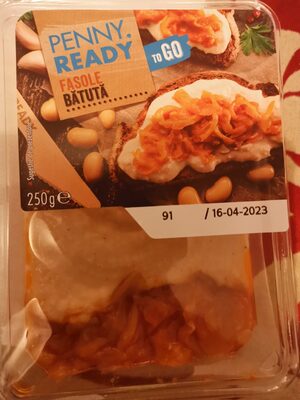 PENNY.
READY
TO GO
FASOLE
BĂTUTĂ
250g℮
91 / 16-04-2023